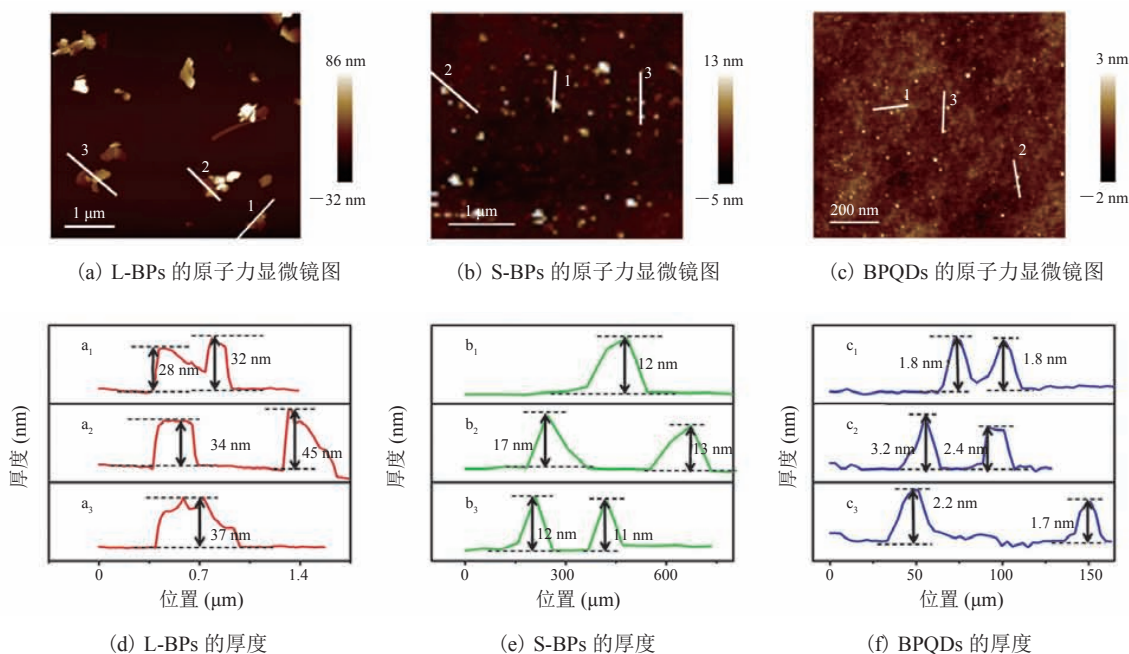 86 nm
−32 nm
1
2
3
1 μm
13 nm
−5 nm
1
2
3
1 μm
3 nm
−2 nm
1
2
3
200 nm
(a) L-BPs 的原子力显微镜图
(b) S-BPs 的原子力显微镜图
(c) BPQDs 的原子力显微镜图
厚度 (nm)
a1
28 nm
32 nm
a2
34 nm
45 nm
a3
37 nm
0
0.7
1.4
位置 (μm)
厚度 (nm)
b1
12 nm
b2
17 nm
13 nm
b3
12 nm
11 nm
0
300
600
位置 (μm)
厚度 (nm)
c1
1.8 nm
1.8 nm
c2
3.2 nm
2.4 nm
c3
2.2 nm
1.7 nm
0
50
100
150
位置 (μm)
(d) L-BPs 的厚度
(e) S-BPs 的厚度
(f) BPQDs 的厚度